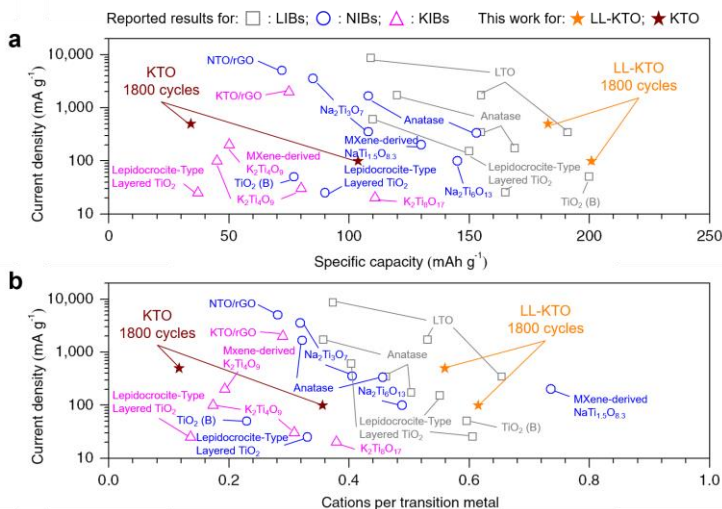 Reported results for: : LIBs; : NIBs; : KIBs This work for: LL-KTO; KTO
a
10,000
1,000
100
10
Current density (mA g⁻¹)
KTO
1800 cycles
NTO/rGO
KTO/rGO
Na₂Ti₃O₇
LTO
LL-KTO
1800 cycles
Anatase
Anatase
MXene-derived
NaTi₁.₅O₈.₃
MXene-derived
K₂Ti₄O₉
Lepidocrocite-Type
Layered TiO₂
K₂Ti₄O₉
TiO₂ (B)
Lepidocrocite-Type
Layered TiO₂
Na₂Ti₆O₁₃
Lepidocrocite-Type
Layered TiO₂
K₂Ti₈O₁₇
TiO₂ (B)
0 50 100 150 200 250
Specific capacity (mAh g⁻¹)
b
10,000
1,000
100
10
Current density (mA g⁻¹)
KTO
1800 cycles
NTO/rGO
KTO/rGO
Mxene-derived
K₂Ti₄O₉
Na₂Ti₃O₇
LTO
LL-KTO
1800 cycles
Anatase
Anatase
Na₂Ti₆O₁₃
MXene-derived
NaTi₁.₅O₈.₃
Lepidocrocite-Type
Layered TiO₂
K₂Ti₄O₉
TiO₂ (B)
Lepidocrocite-Type
Layered TiO₂
Lepidocrocite-Type
Layered TiO₂
TiO₂ (B)
K₂Ti₈O₁₇
0.0 0.2 0.4 0.6 0.8 1.0
Cations per transition metal